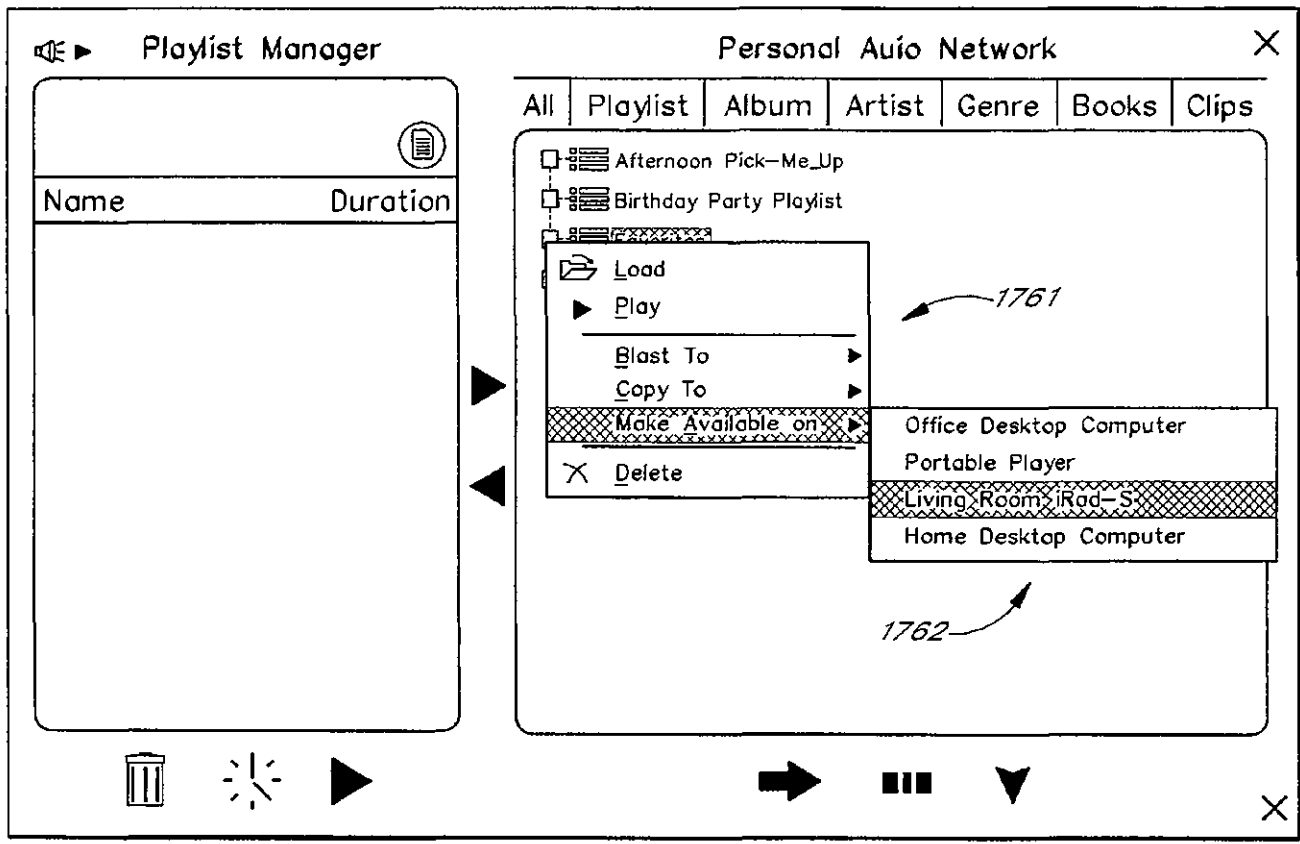 Playlist Manager
Personal Auio Network
All Playlist Album Artist Genre Books Clips
Name Duration
Afternoon Pick-Me_Up
Birthday Party Playlist
Favorites
Load
Play
1761
Blast To
Copy To
Make Available on
Delete
Office Desktop Computer
Portable Player
Living Room iRad-S
Home Desktop Computer
1762